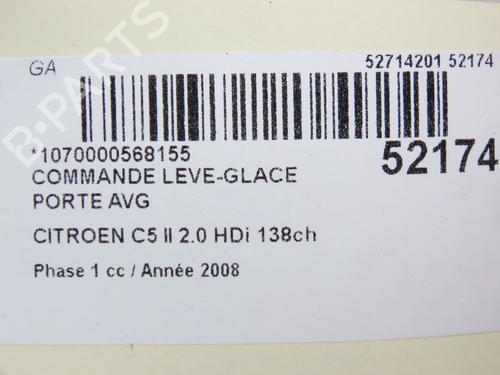 GA
52714201 52174
*1070000568155
52174
COMMANDE LEVE-GLACE
PORTE AVG
CITROEN C5 II 2.0 HDi 138ch
Phase 1 cc / Année 2008
B-PARTS